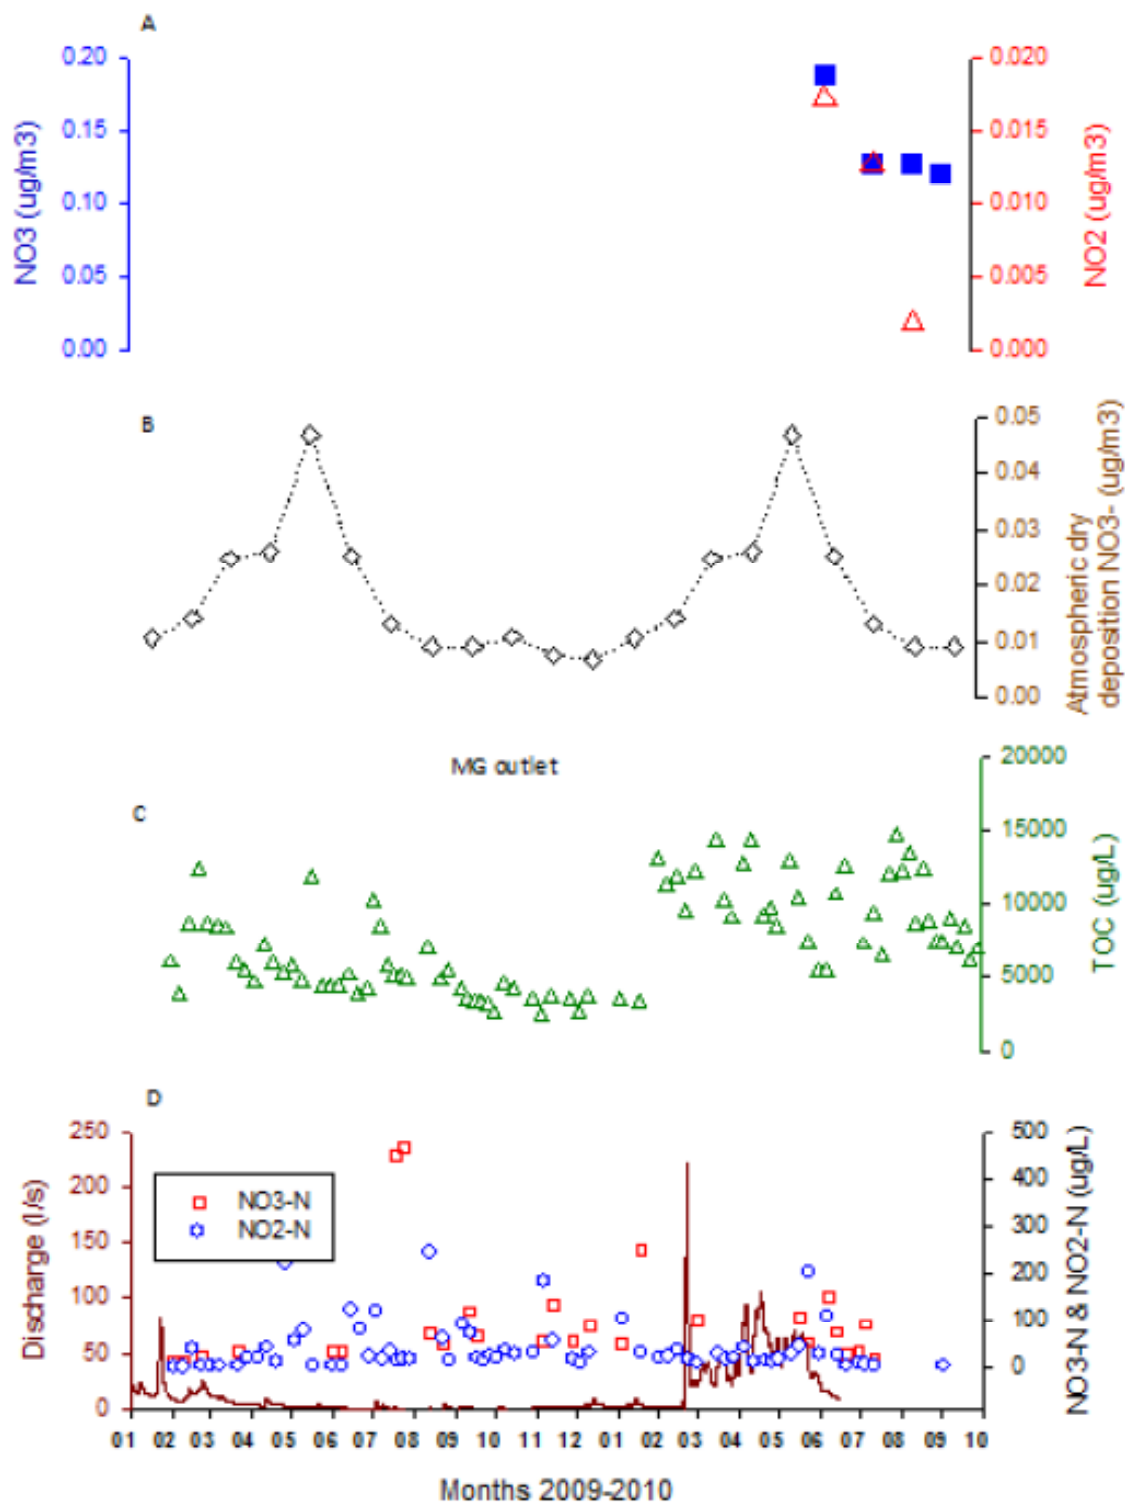 A
0.20
0.15
0.10
0.05
0.00
NO3 (ug/m3)
0.020
0.015
0.010
0.005
0.000
NO2 (ug/m3)
B
0.05
0.04
0.03
0.02
0.01
0.00
Atmospheric dry
deposition NO3- (ug/m3)
MG outlet
C
20000
15000
10000
5000
0
TOC (ug/L)
D
250
200
150
100
50
0
Discharge (l/s)
NO3-N
NO2-N
500
400
300
200
100
0
NO3-N & NO2-N (ug/L)
01 02 03 04 05 06 07 08 09 10 11 12 01 02 03 04 05 06 07 09 10
Months 2009-2010